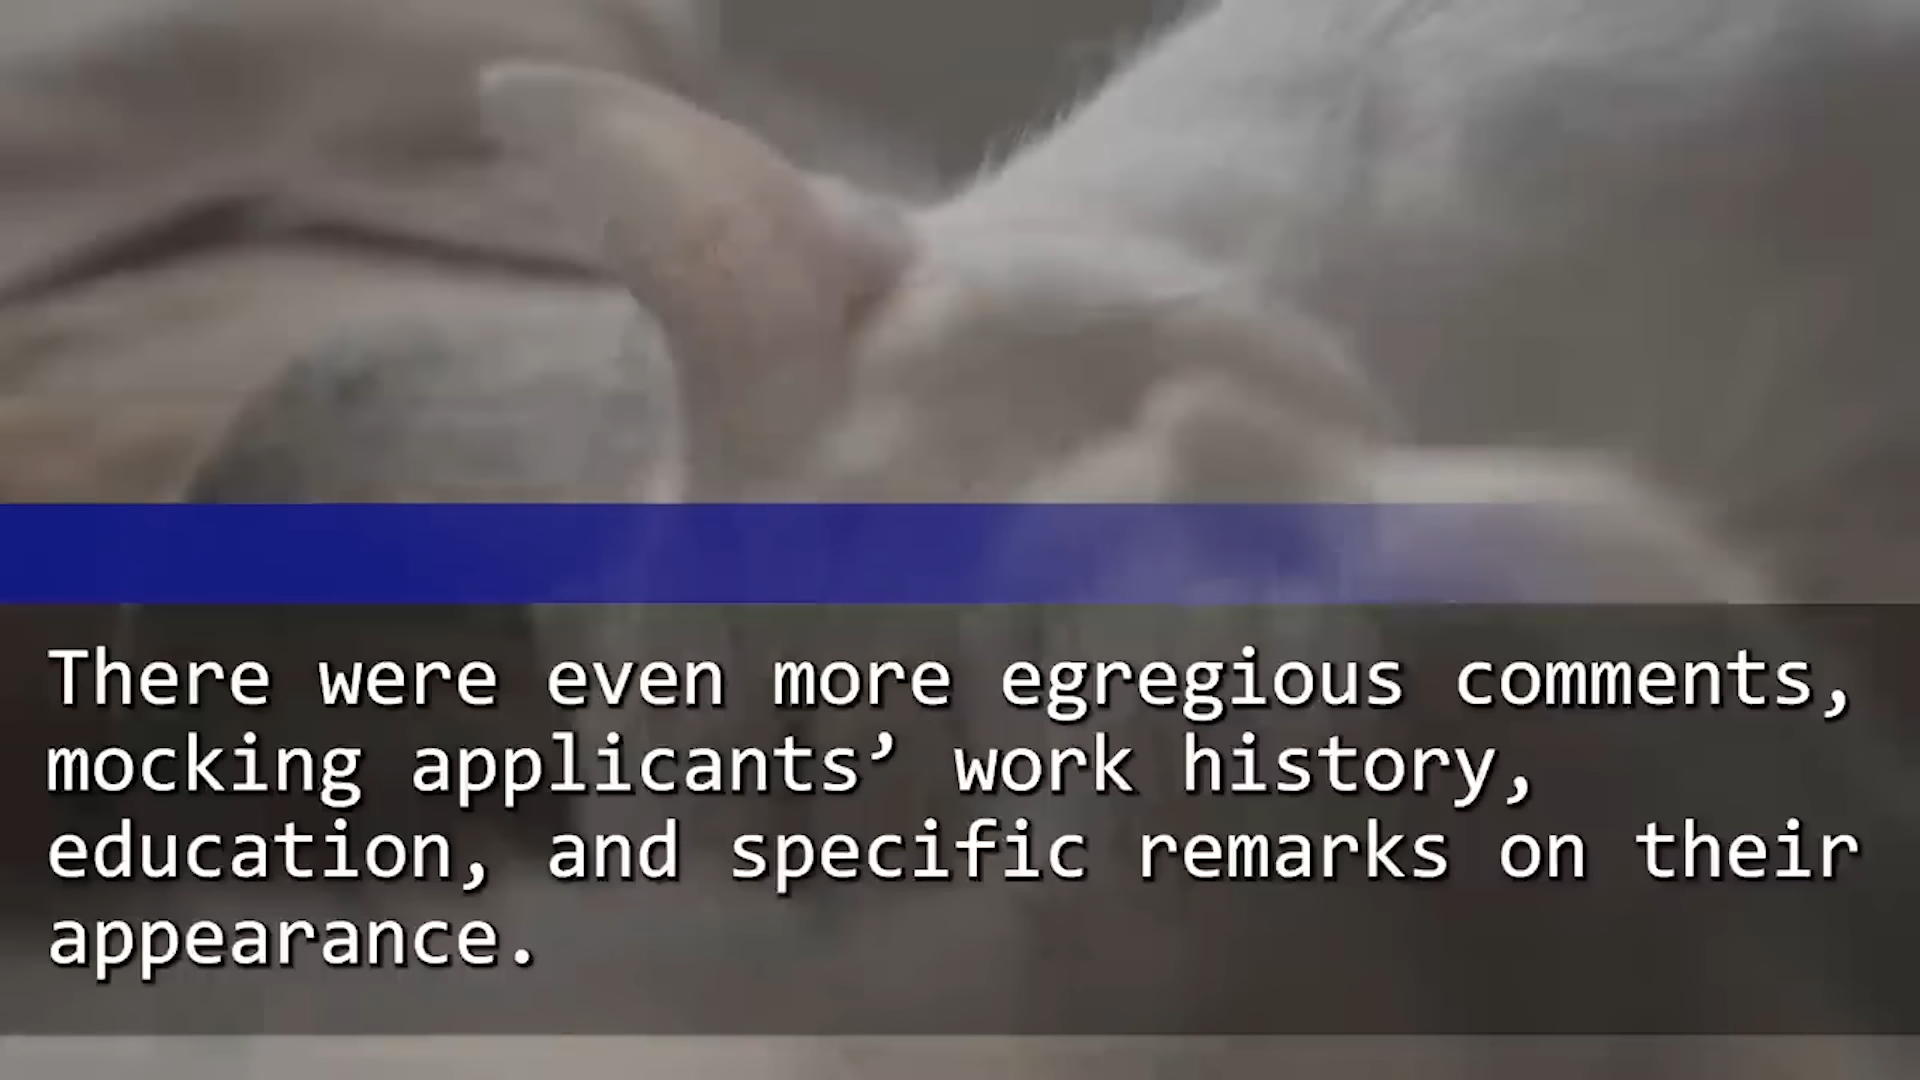 There were even more egregious comments,
mocking applicants’ work history,
education, and specific remarks on their
appearance.